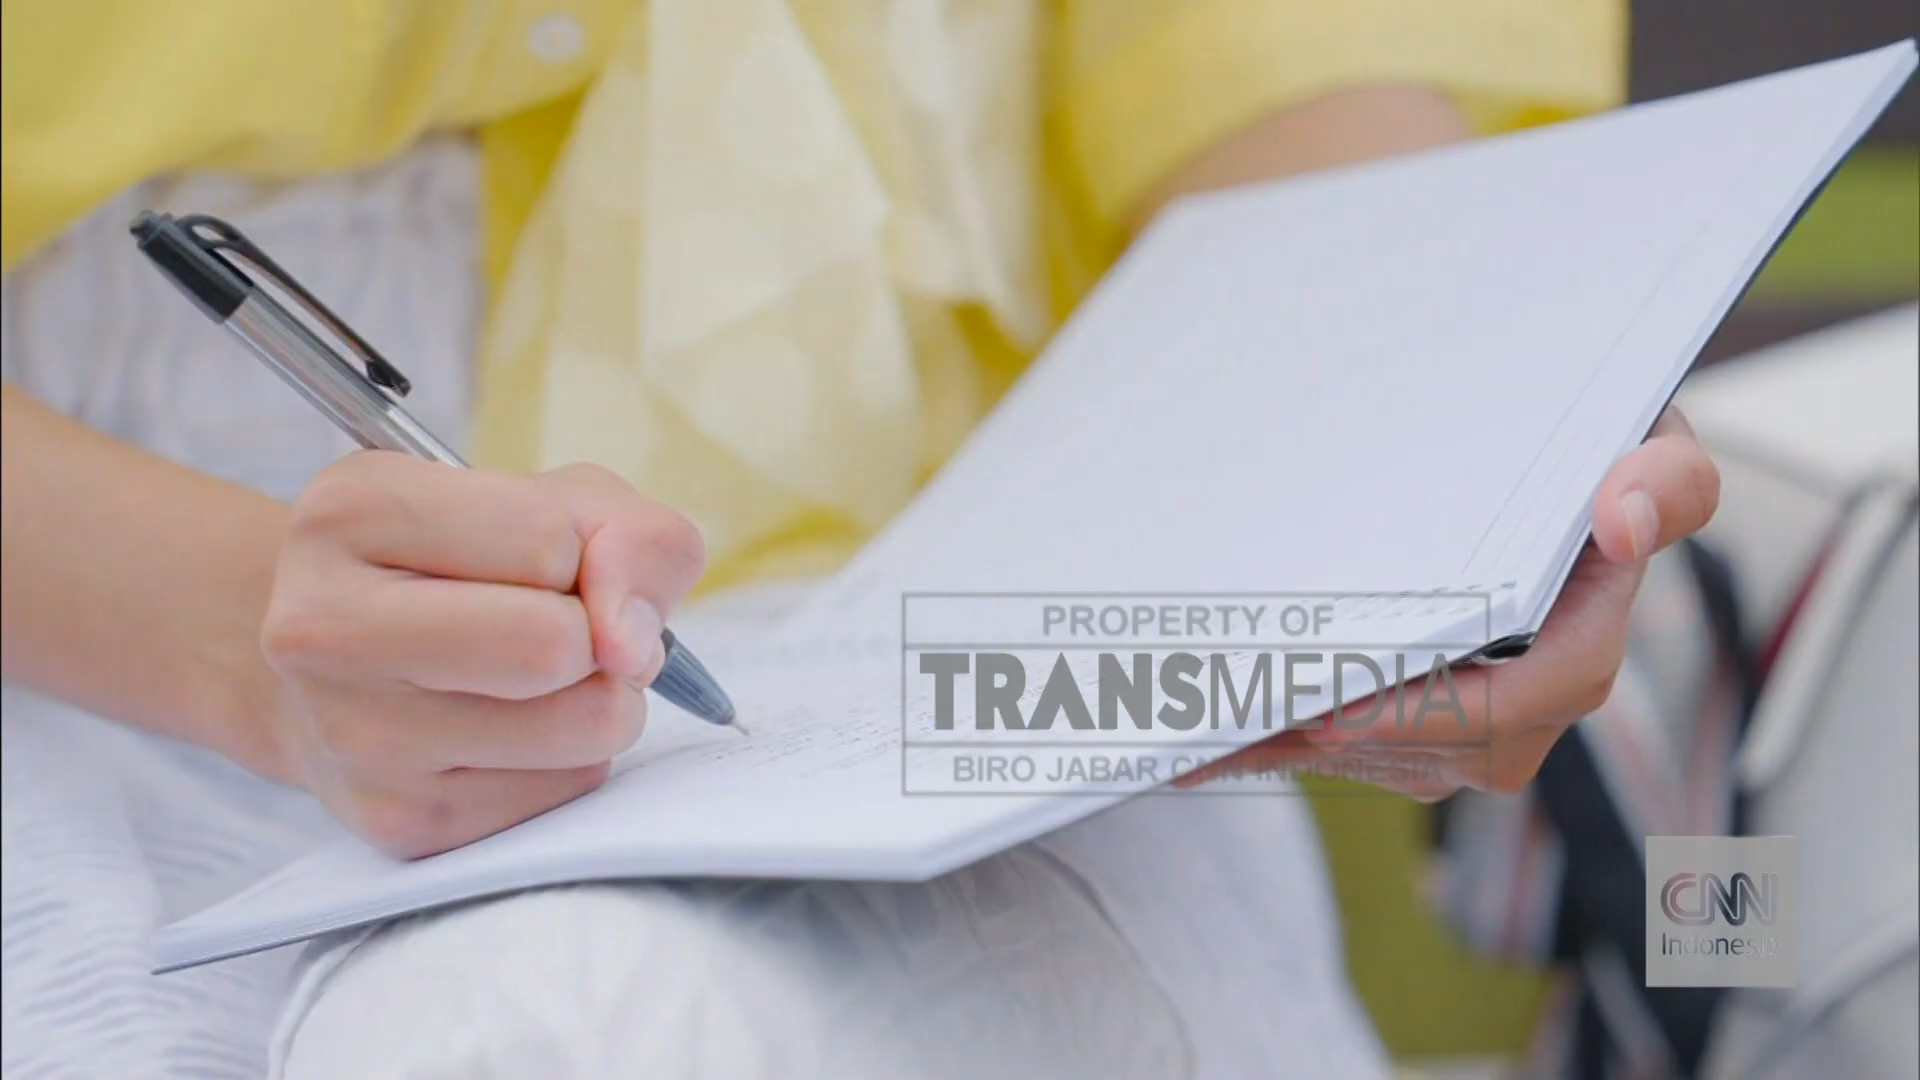 PROPERTY OF
TRANSMEDIA
BIRO JABAR CNN INDONESIA
CNN
Indonesia